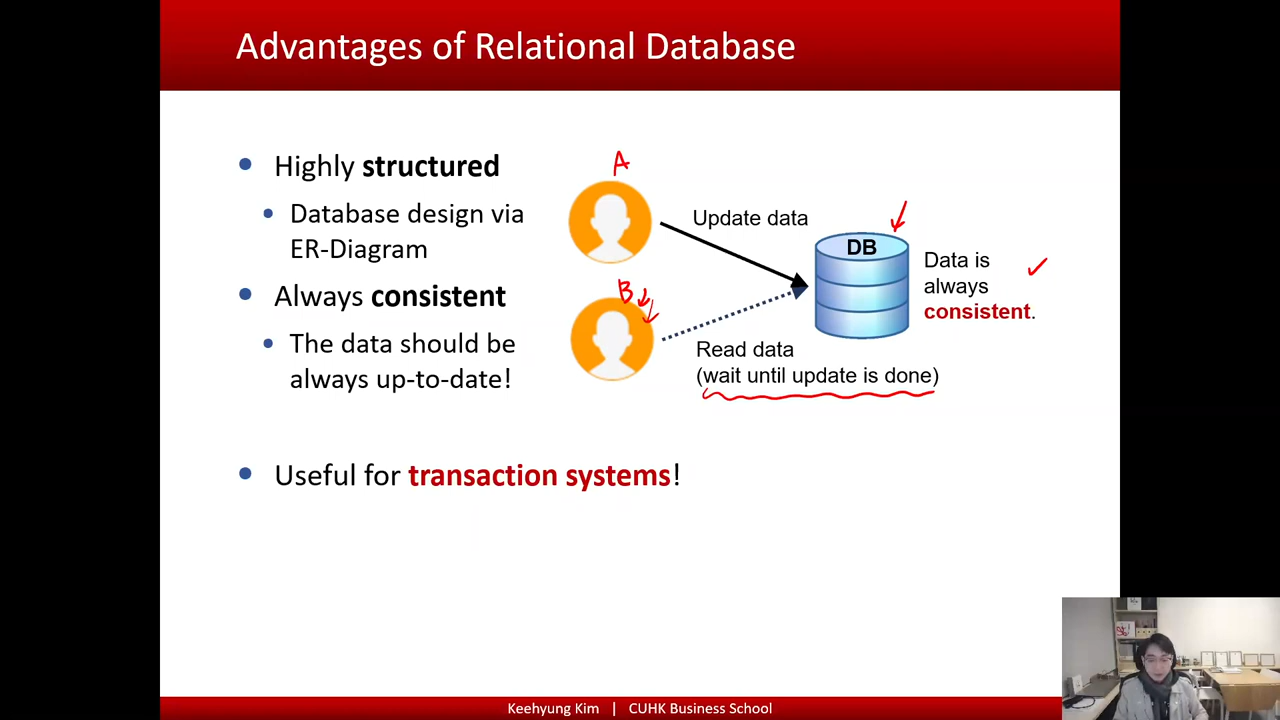 Advantages of Relational Database
• Highly structured
• Database design via
ER-Diagram
• Always consistent
• The data should be
always up-to-date!
• Useful for transaction systems!
A
Update data
B
Read data
(wait until update is done)
DB
Data is
always
consistent.
Keehyung Kim | CUHK Business School